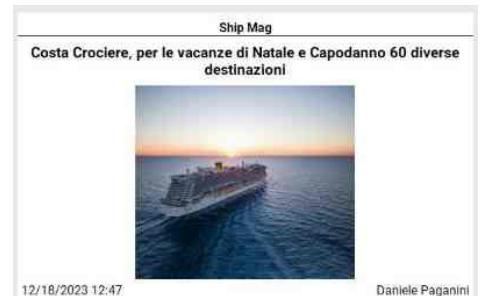 Ship Mag
Costa Crociere, per le vacanze di Natale e Capodanno 60 diverse
destinazioni
12/18/2023 12:47
Daniele Paganini